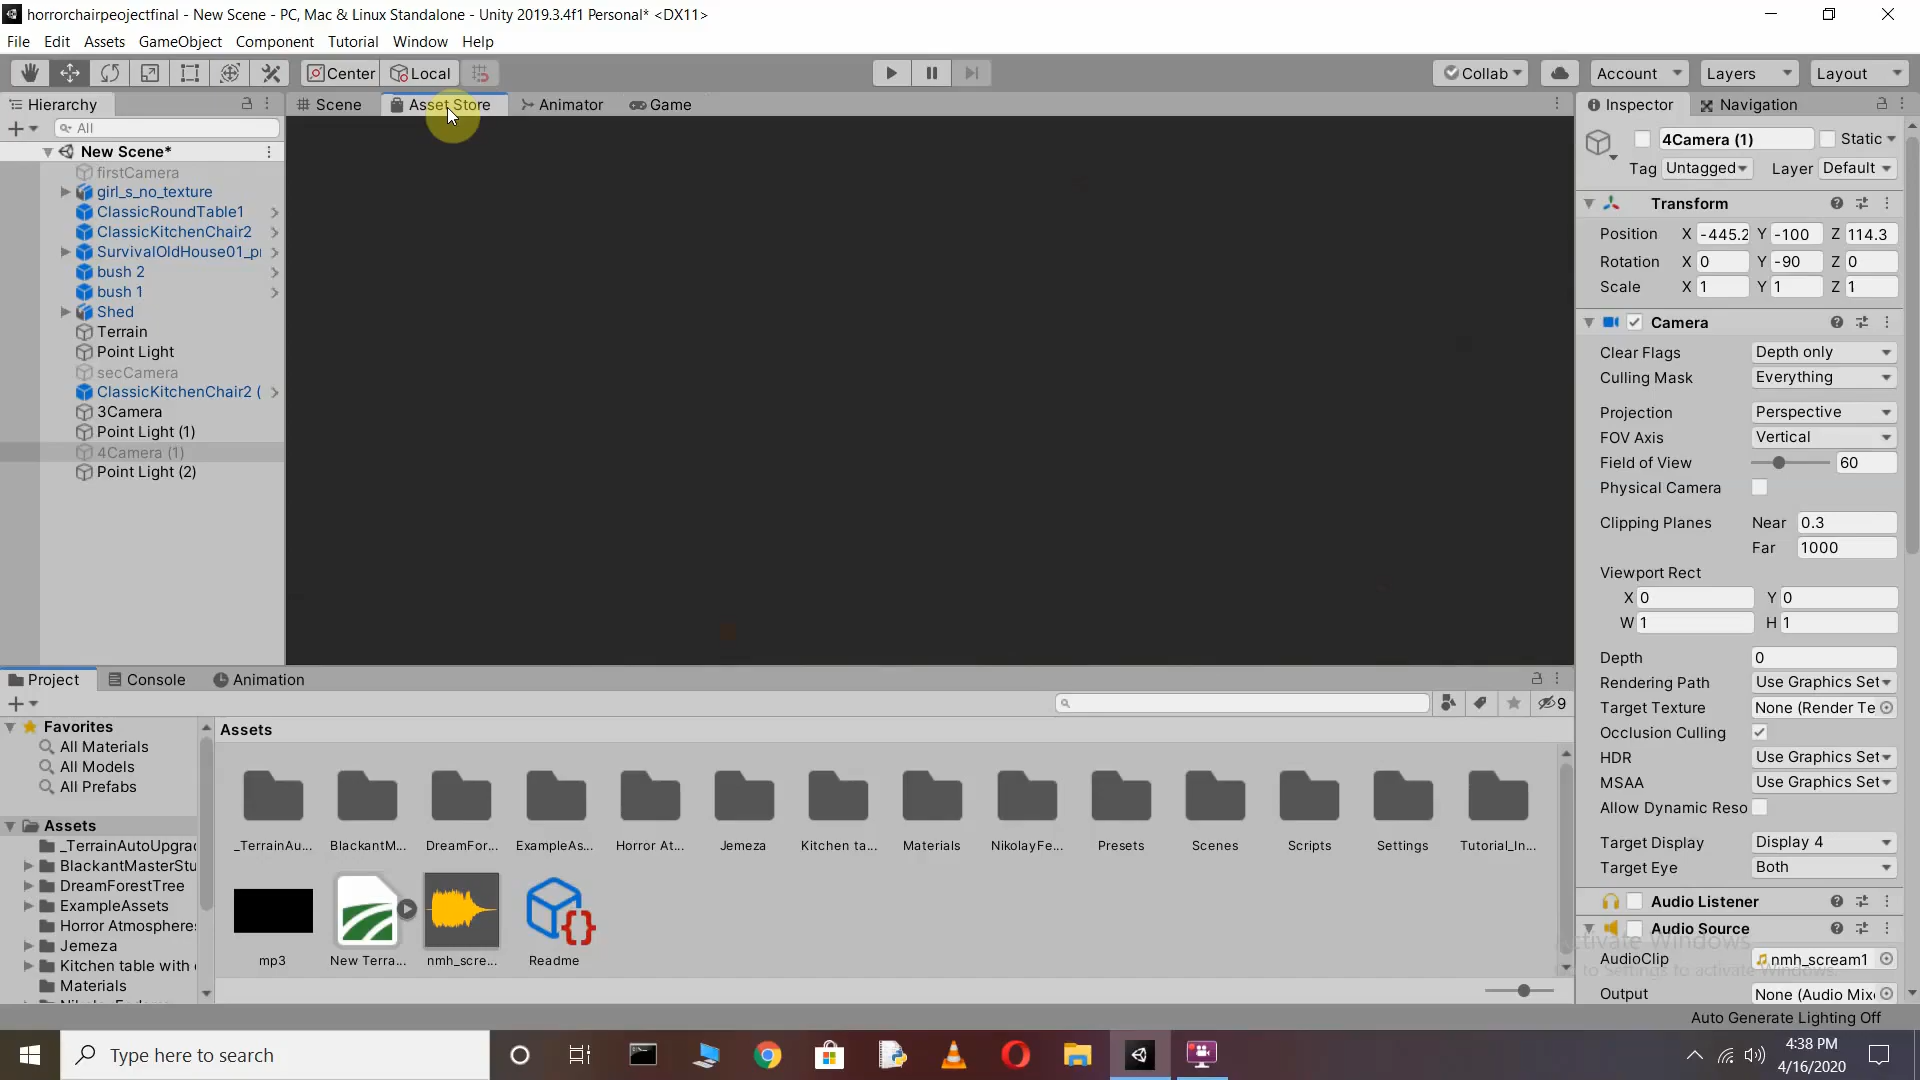 horrorchairpeojectfinal - New Scene - PC, Mac & Linux Standalone - Unity 2019.3.4f1 Personal* <DX11>
File Edit Assets GameObject Component Tutorial Window Help
Center Local Collab Account Layers Layout
Hierarchy Scene Asset Store Animator Game Inspector Navigation
All
New Scene*
firstCamera
girl_s_no_texture
ClassicRoundTable1
ClassicKitchenChair2
SurvivalOldHouse01_p
bush 2
bush 1
Shed
Terrain
Point Light
secCamera
ClassicKitchenChair2 (
3Camera
Point Light (1)
4Camera (1)
Point Light (2)
4Camera (1) Static
Tag Untagged Layer Default
Transform
Position X -445.2 Y -100 Z 114.3
Rotation X 0 Y -90 Z 0
Scale X 1 Y 1 Z 1
Camera
Clear Flags Depth only
Culling Mask Everything
Projection Perspective
FOV Axis Vertical
Field of View 60
Physical Camera
Clipping Planes Near 0.3
Far 1000
Viewport Rect
X 0 Y 0
W 1 H 1
Depth 0
Rendering Path Use Graphics Set
Target Texture None (Render Te
Occlusion Culling
HDR Use Graphics Set
MSAA Use Graphics Set
Allow Dynamic Reso
Target Display Display 4
Target Eye Both
Audio Listener
Audio Source
AudioClip nmh_scream1
Output None (Audio Mix
Activate Windows
to Settings to activate Windows.
Project Console Animation
9
Favorites
All Materials
All Models
All Prefabs
Assets
_TerrainAutoUpgra
BlackantMasterStu
DreamForestTree
ExampleAssets
Horror Atmosphere
Jemeza
Kitchen table with
Materials
Assets
_TerrainAu... BlackantM... DreamFor... ExampleAs... Horror At... Jemeza Kitchen ta... Materials NikolayFe... Presets Scenes Scripts Settings Tutorial_In...
mp3 New Terra... nmh_scre... Readme
Auto Generate Lighting Off
Type here to search
4:38 PM
4/16/2020